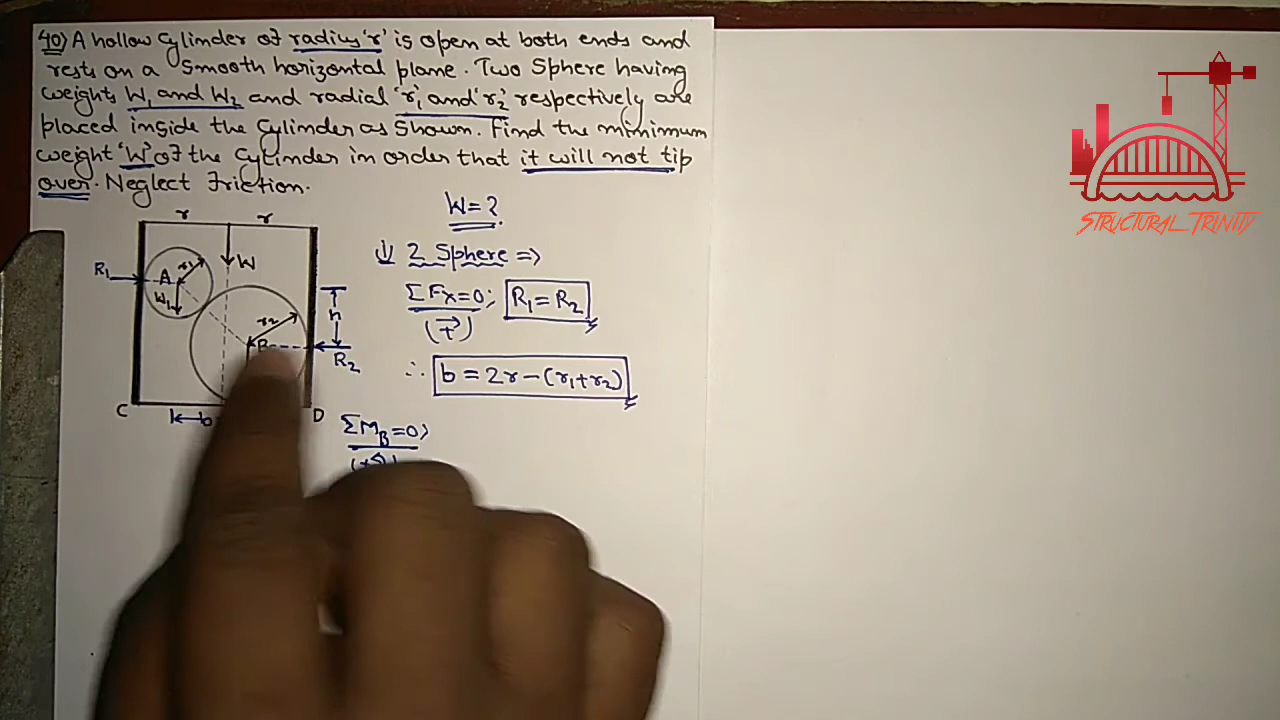 40) A hollow cylinder of radius 'r' is open at both ends and
rests on a smooth horizontal plane. Two Sphere having
weights W1 and W2 and radial 'r1' and 'r2' respectively are
placed inside the cylinder as shown. Find the minimum
weight 'W' of the cylinder in order that it will not tip
over. Neglect Friction.
W=?
r r
W
R1
A r1
W1
r2
B
h
R2
C
b
D
↓ 2 Sphere ⇒
ΣFx=0; R1=R2
(+→)
∴ b=2r-(r1+r2)
ΣMB=0;
STRUCTURAL TRINITY